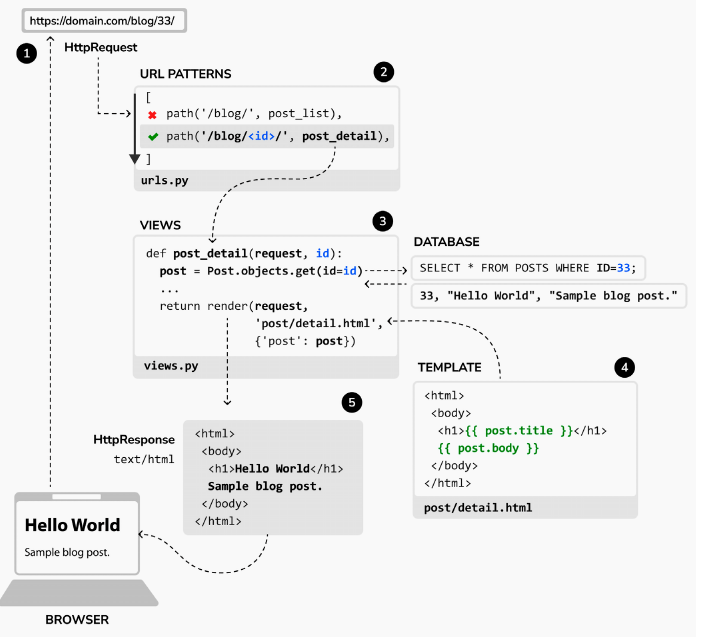 https://domain.com/blog/33/
1
HttpRequest
URL PATTERNS
2
[
path('/blog/', post_list),
path('/blog/<id>/', post_detail),
]
urls.py
VIEWS
3
def post_detail(request, id):
post = Post.objects.get(id=id)
...
return render(request,
'post/detail.html',
{'post': post})
views.py
DATABASE
SELECT * FROM POSTS WHERE ID=33;
33, "Hello World", "Sample blog post."
TEMPLATE
4
<html>
<body>
<h1>{{ post.title }}</h1>
{{ post.body }}
</body>
</html>
post/detail.html
5
HttpResponse
text/html
<html>
<body>
<h1>Hello World</h1>
Sample blog post.
</body>
</html>
Hello World
Sample blog post.
BROWSER